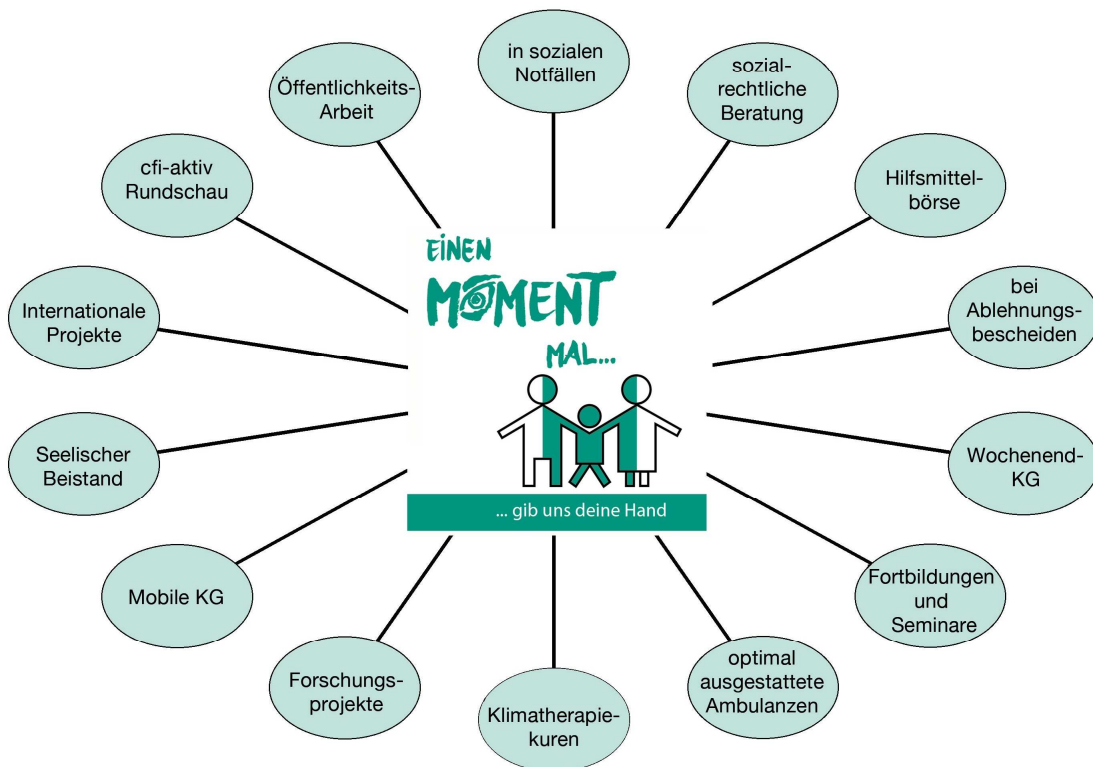 in sozialen
Notfällen
sozial-
rechtliche
Beratung
Hilfsmittel-
börse
bei
Ablehnungs-
bescheiden
Wochenend-
KG
Fortbildungen
und
Seminare
optimal
ausgestattete
Ambulanzen
Klimatherapie-
kuren
Forschungs-
projekte
Mobile KG
Seelischer
Beistand
Internationale
Projekte
cfi-aktiv
Rundschau
Öffentlichkeits-
Arbeit
EiNEN
MOMENT
MAL...
... gib uns deine Hand